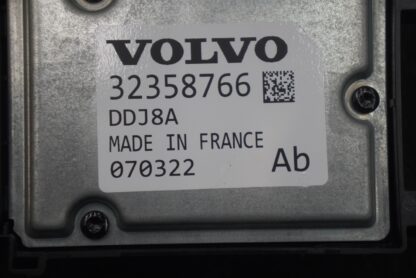 VOLVO
32358766
DDJ8A
MADE IN FRANCE
070322 Ab